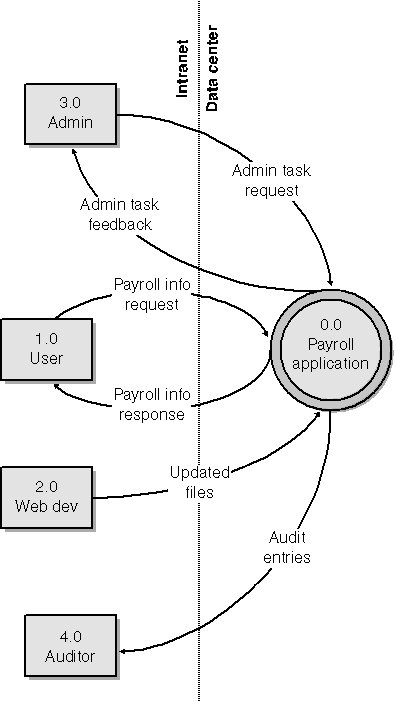 Intranet
Data center
3.0
Admin
Admin task
request
Admin task
feedback
Payroll info
request
0.0
Payroll
application
1.0
User
Payroll info
response
Updated
files
2.0
Web dev
Audit
entries
4.0
Auditor